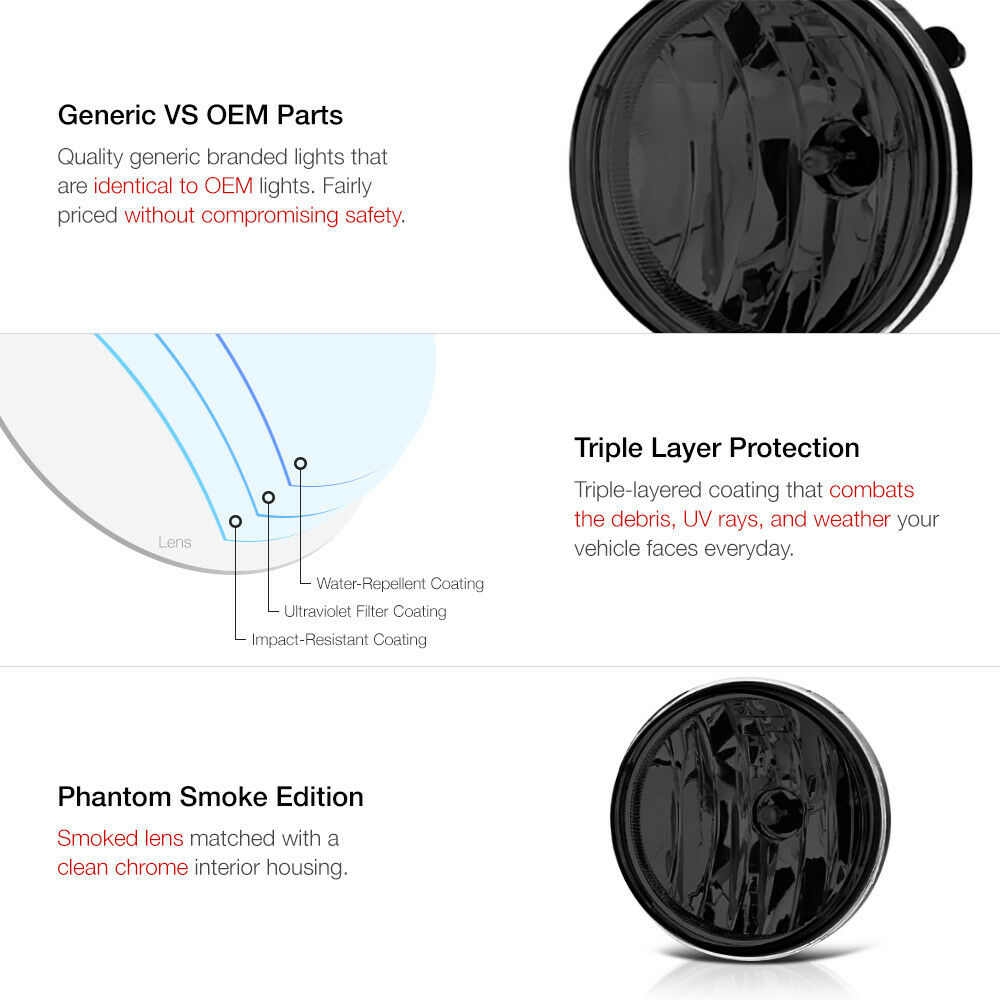 Generic VS OEM Parts
Quality generic branded lights that
are identical to OEM lights. Fairly
priced without compromising safety.
Lens
Water-Repellent Coating
Ultraviolet Filter Coating
Impact-Resistant Coating
Triple Layer Protection
Triple-layered coating that combats
the debris, UV rays, and weather your
vehicle faces everyday.
Phantom Smoke Edition
Smoked lens matched with a
clean chrome interior housing.